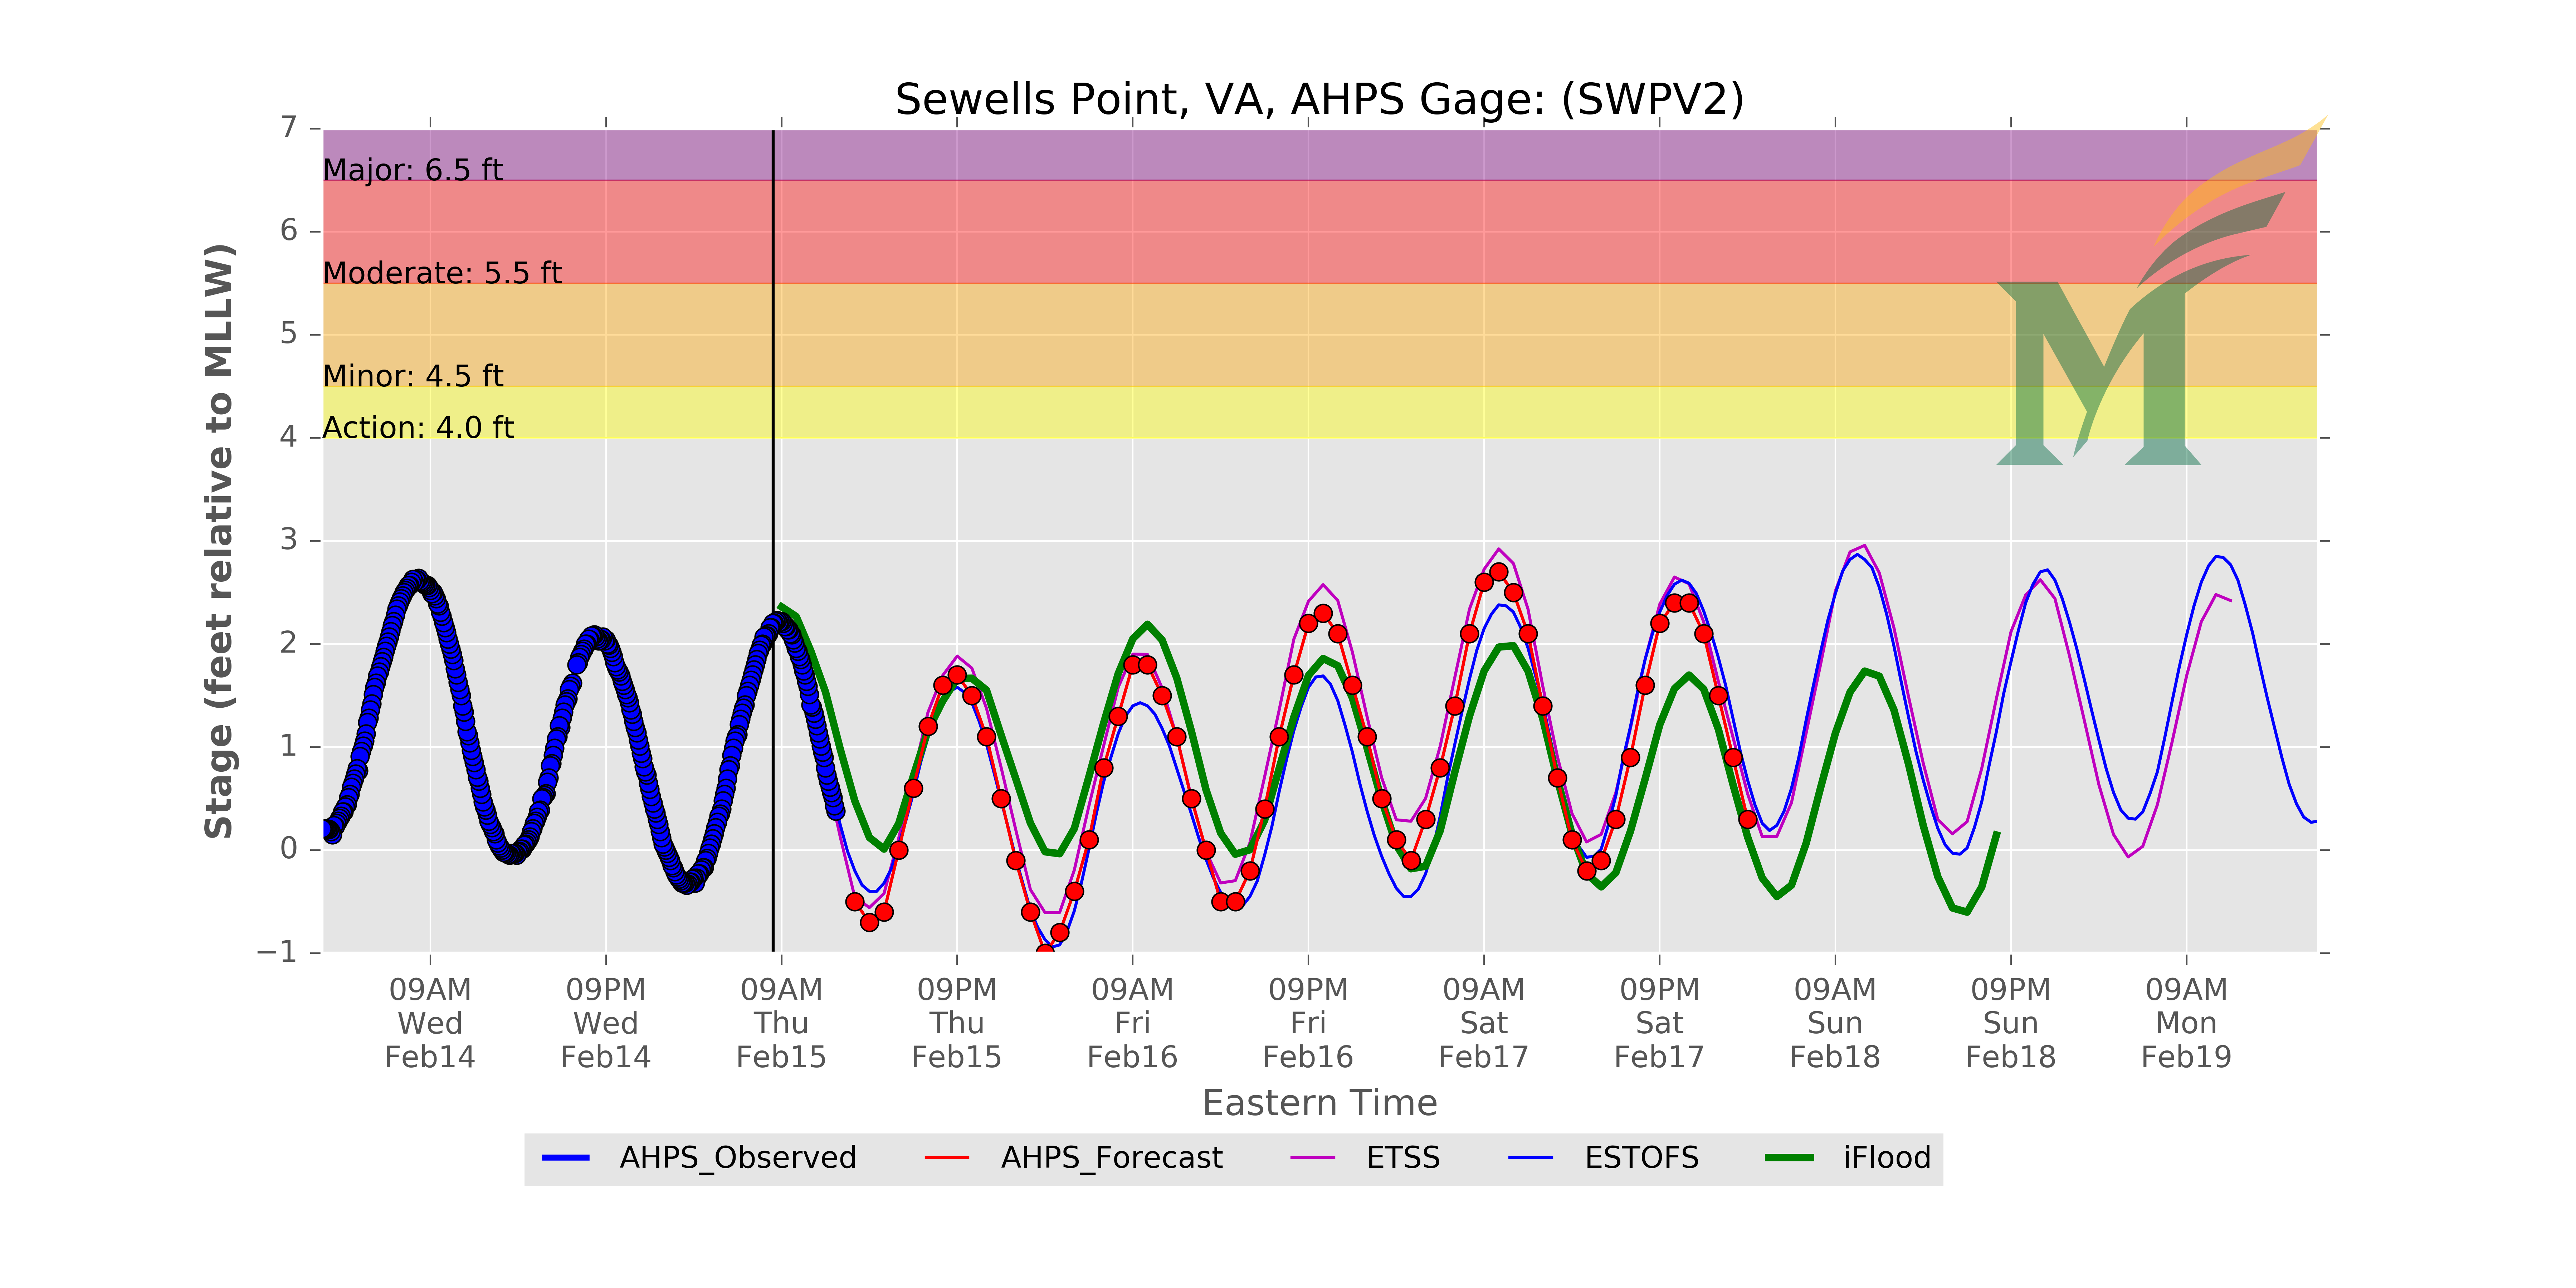 Sewells Point, VA, AHPS Gage: (SWPV2)
Stage (feet relative to MLLW)
7
6
5
4
3
2
1
0
−1
Major: 6.5 ft
Moderate: 5.5 ft
Minor: 4.5 ft
Action: 4.0 ft
09AM 09PM 09AM 09PM 09AM 09PM 09AM 09PM 09AM 09PM 09AM
Wed Wed Thu Thu Fri Fri Sat Sat Sun Sun Mon
Feb14 Feb14 Feb15 Feb15 Feb16 Feb16 Feb17 Feb17 Feb18 Feb18 Feb19
Eastern Time
AHPS_Observed AHPS_Forecast ETSS ESTOFS iFlood
M